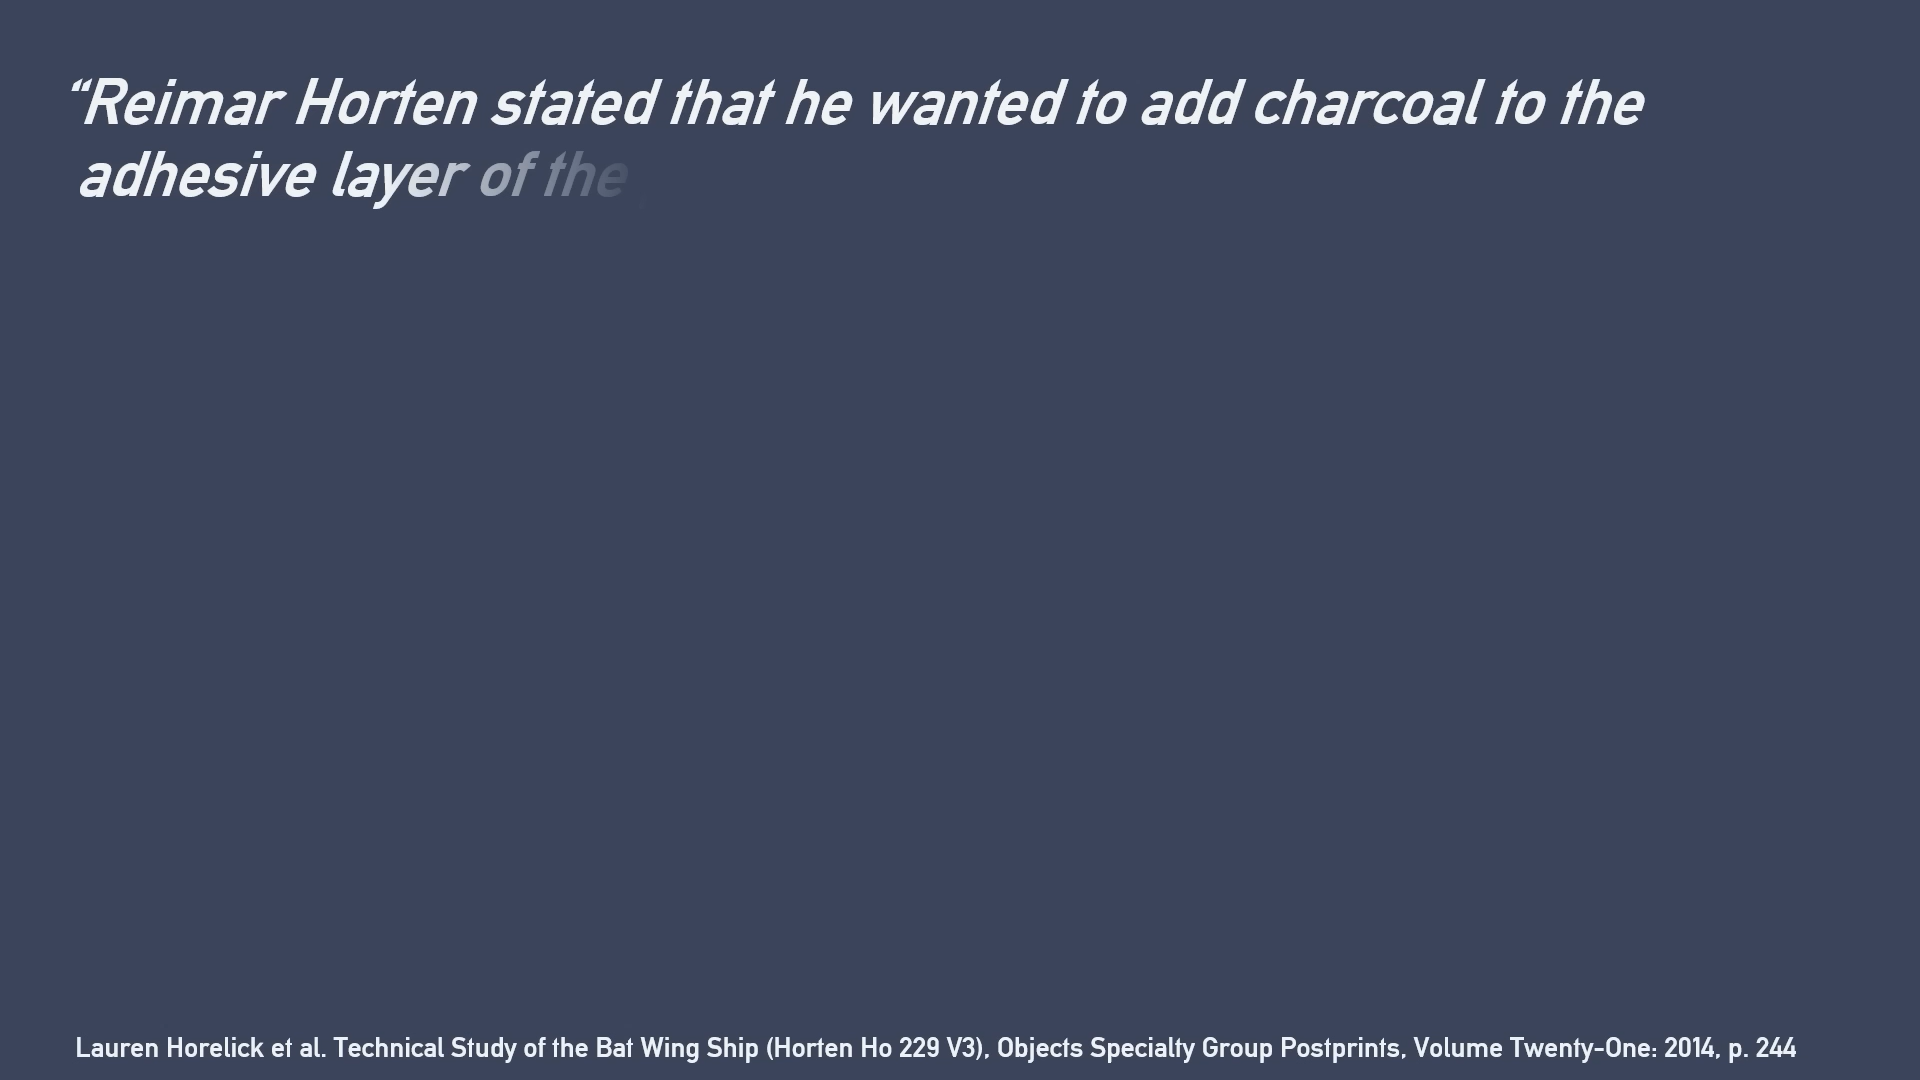 “Reimar Horten stated that he wanted to add charcoal to the
adhesive layer of the
Lauren Horelick et al. Technical Study of the Bat Wing Ship (Horten Ho 229 V3), Objects Specialty Group Postprints, Volume Twenty-One: 2014, p. 244